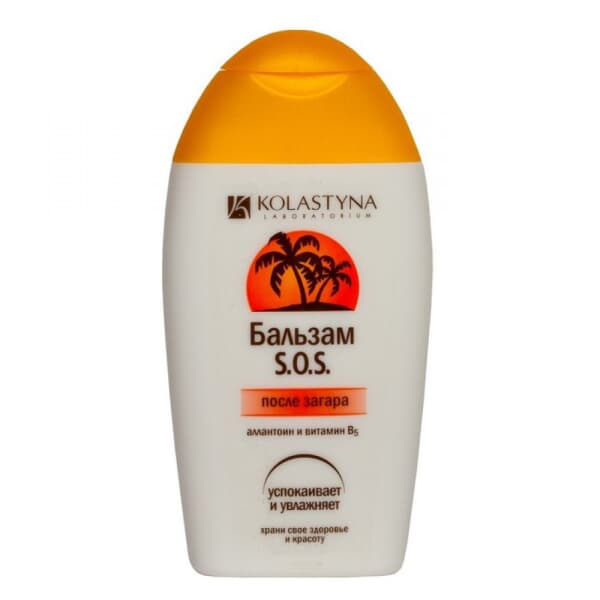 KOLASTYNA
LABORATORIUM
Бальзам
S.O.S.
после загара
аллантоин и витамин B5
успокаивает
и увлажняет
храни свое здоровье
и красоту